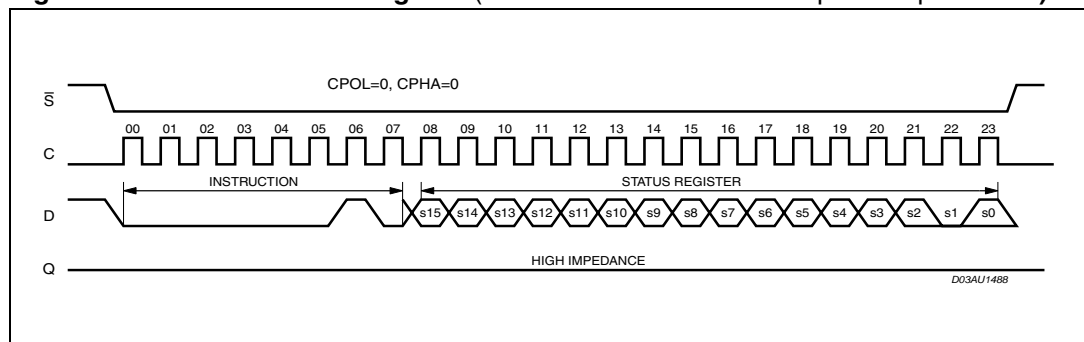 CPOL=0, CPHA=0
S
00 01 02 03 04 05 06 07 08 09 10 11 12 13 14 15 16 17 18 19 20 21 22 23
C
INSTRUCTION STATUS REGISTER
D s15 s14 s13 s12 s11 s10 s9 s8 s7 s6 s5 s4 s3 s2 s1 s0
HIGH IMPEDANCE
Q
D03AU1488